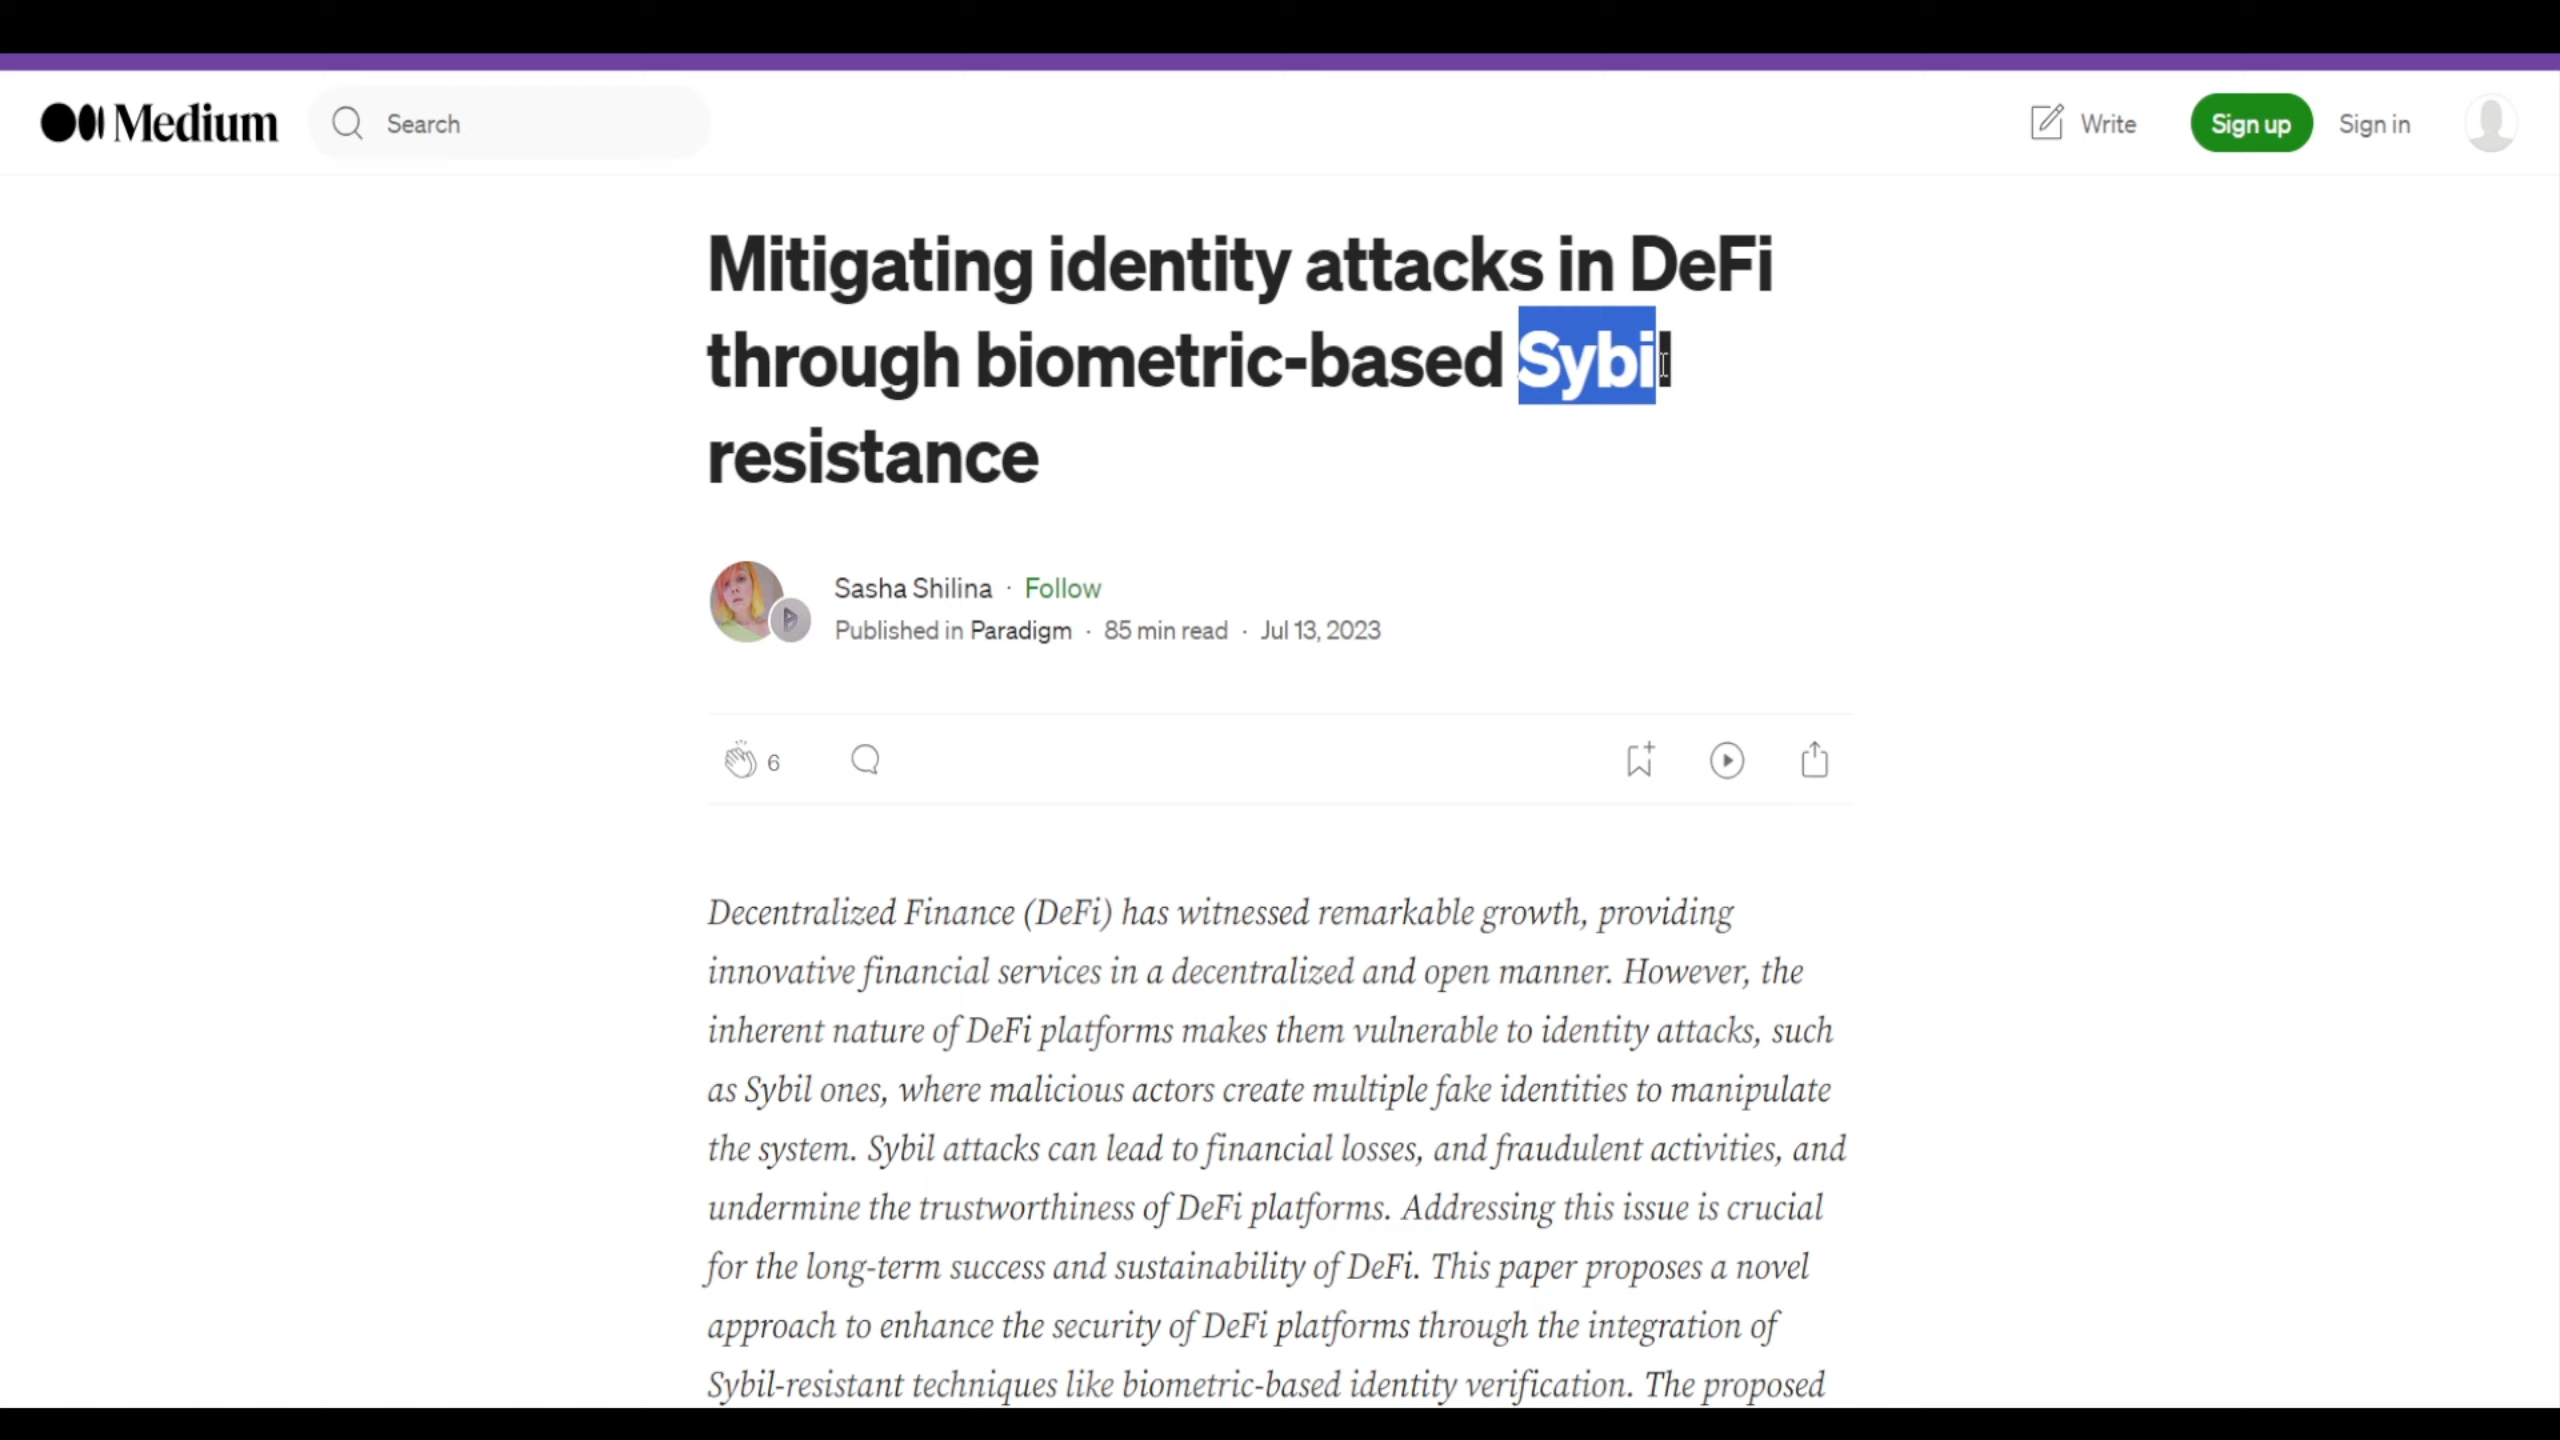 Medium
Search
Write
Sign up
Sign in
Mitigating identity attacks in DeFi
through biometric-based Sybil
resistance
Sasha Shilina · Follow
Published in Paradigm · 85 min read · Jul 13, 2023
6
Decentralized Finance (DeFi) has witnessed remarkable growth, providing
innovative financial services in a decentralized and open manner. However, the
inherent nature of DeFi platforms makes them vulnerable to identity attacks, such
as Sybil ones, where malicious actors create multiple fake identities to manipulate
the system. Sybil attacks can lead to financial losses, and fraudulent activities, and
undermine the trustworthiness of DeFi platforms. Addressing this issue is crucial
for the long-term success and sustainability of DeFi. This paper proposes a novel
approach to enhance the security of DeFi platforms through the integration of
Sybil-resistant techniques like biometric-based identity verification. The proposed